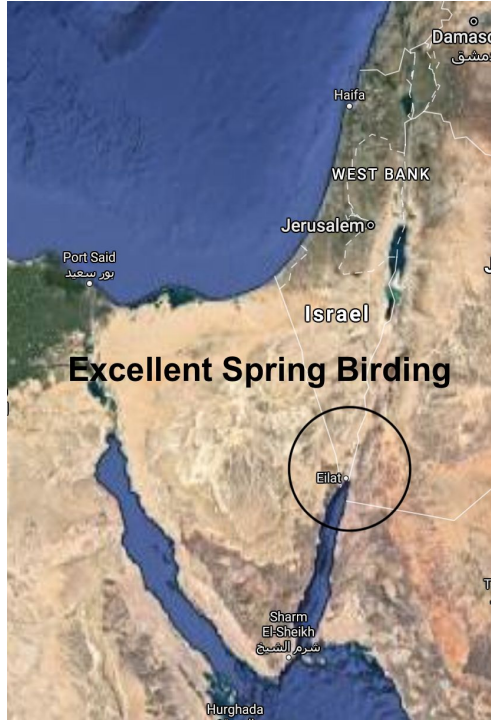 Damasc
دمشق
Haifa
WEST BANK
Jerusalem
Port Said
بور سعيد
Israel
Excellent Spring Birding
Eilat
Sharm
El-Sheikh
شرم الشيخ
Hurghada